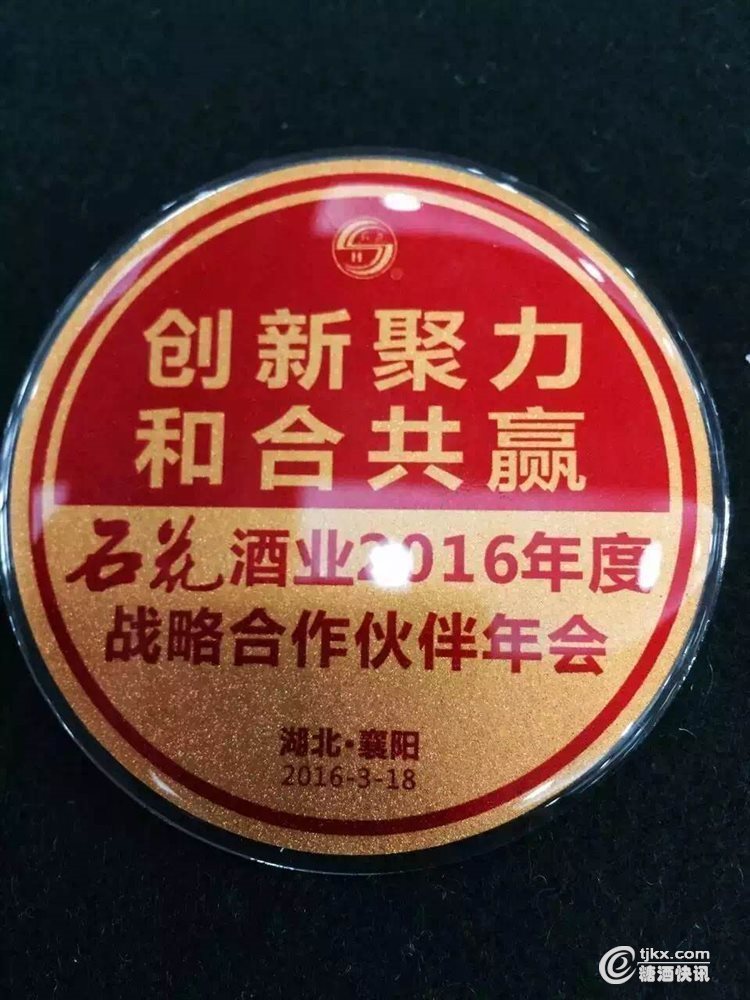 创新聚力
和合共赢
石花酒业2016年度
战略合作伙伴年会
湖北·襄阳
2016-3-18
tjkx.com
糖酒快讯